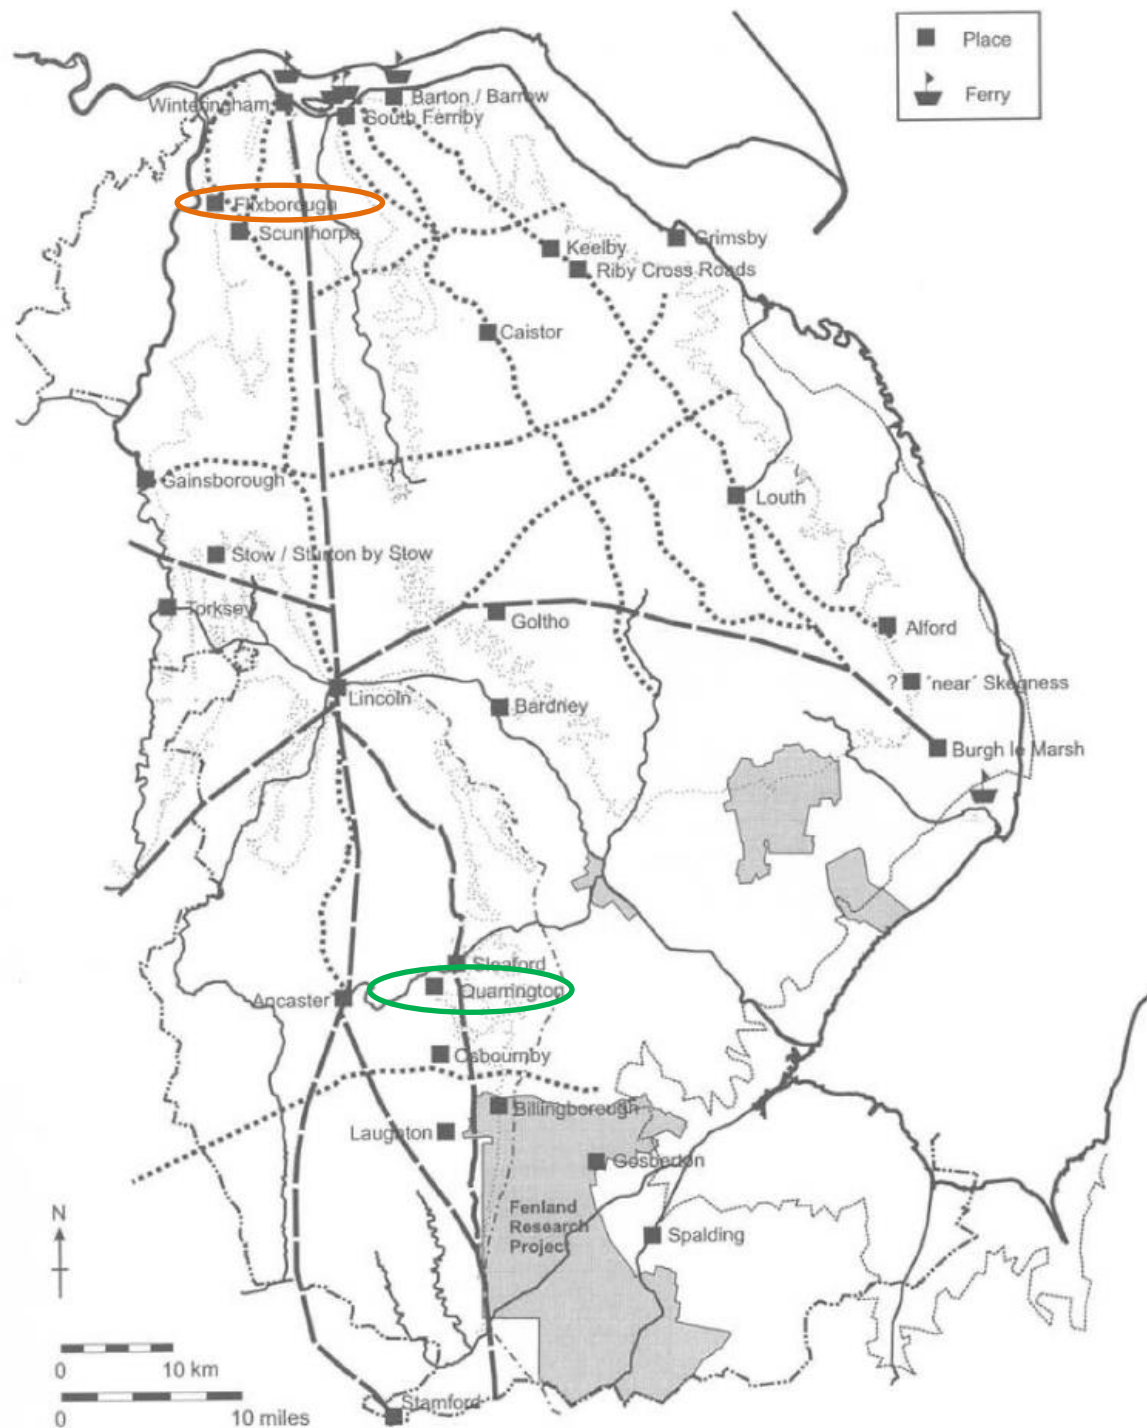 Place
Ferry
Winteringham
Barton / Barrow
South Ferriby
Flixborough
Scunthorpe
Keelby
Grimsby
Riby Cross Roads
Caistor
Gainsborough
Louth
Stow / Sturton by Stow
Torksey
Goltho
Alford
Lincoln
? 'near' Skegness
Bardney
Burgh le Marsh
Sleaford
Quarrington
Ancaster
Osbournby
Billingborough
Laughton
Gosberton
Fenland
Research
Project
Spalding
N
0 10 km
0 10 miles
Stamford